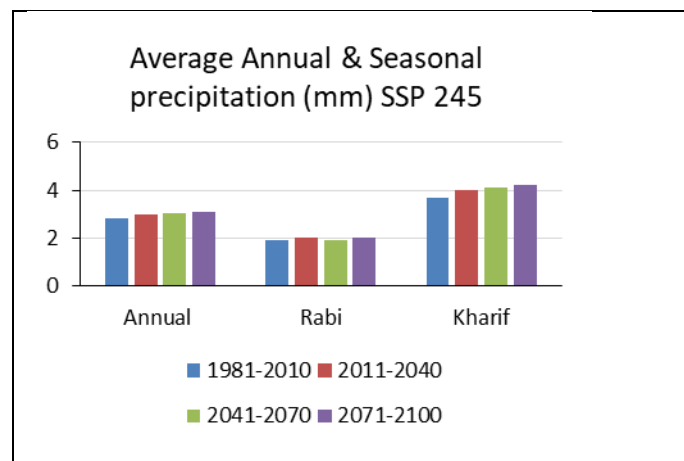 Average Annual & Seasonal
precipitation (mm) SSP 245
6
4
2
0
Annual Rabi Kharif
1981-2010 2011-2040
2041-2070 2071-2100